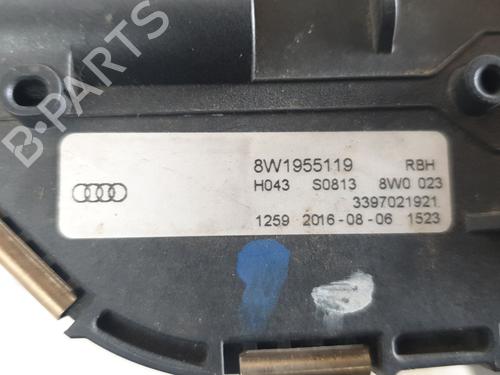 B-PARTS
8W1955119 RBH
H043 S0813 8W0 023
3397021921
1259 2016-08-06 1523